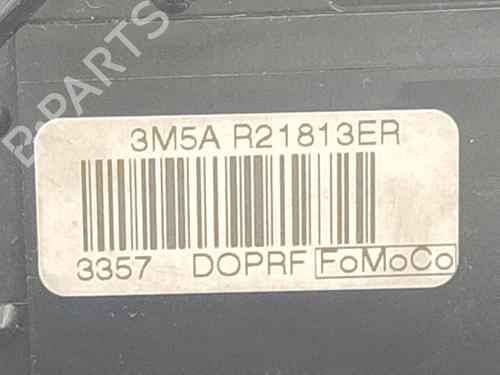 B-PARTS
3M5A R21813ER
3357 DOPRF FoMoCo